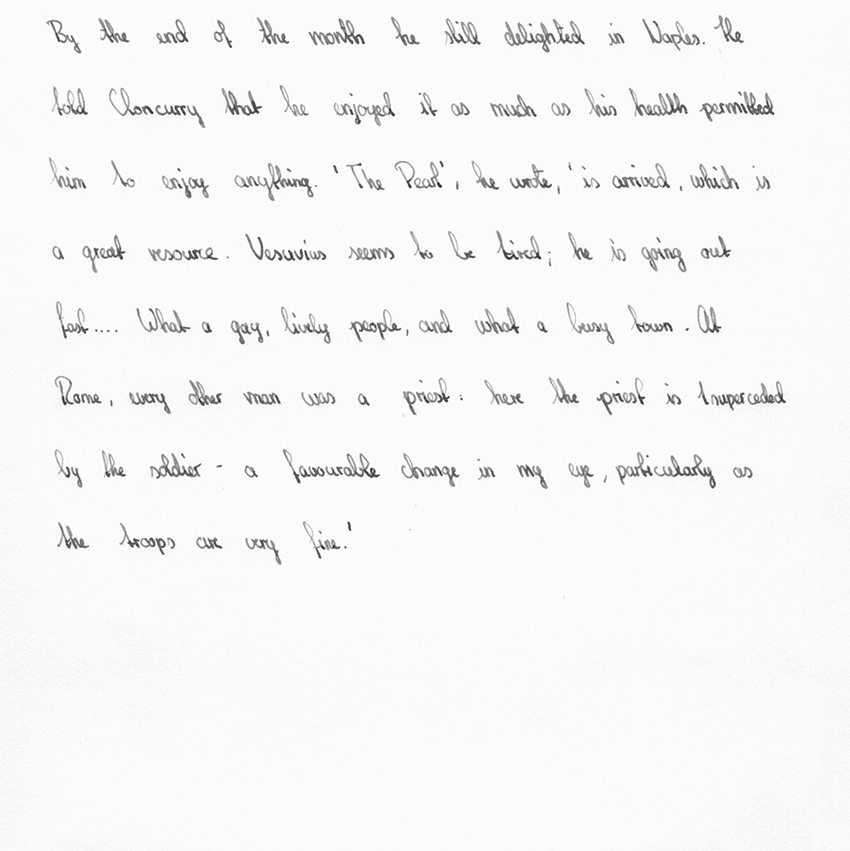 By the end of the month he still delighted in Naples. He
told Cloncurry that he enjoyed it as much as his health permitted
him to enjoy anything. 'The Pearl', he wrote, 'is arrived, which is
a great resource. Vesuvius seems to be tired; he is going out
fast.... What a gay, lively people, and what a busy town. At
Rome, every other man was a priest: here the priest is superceded
by the soldier - a favourable change in my eye, particularly as
the troops are very fine.'